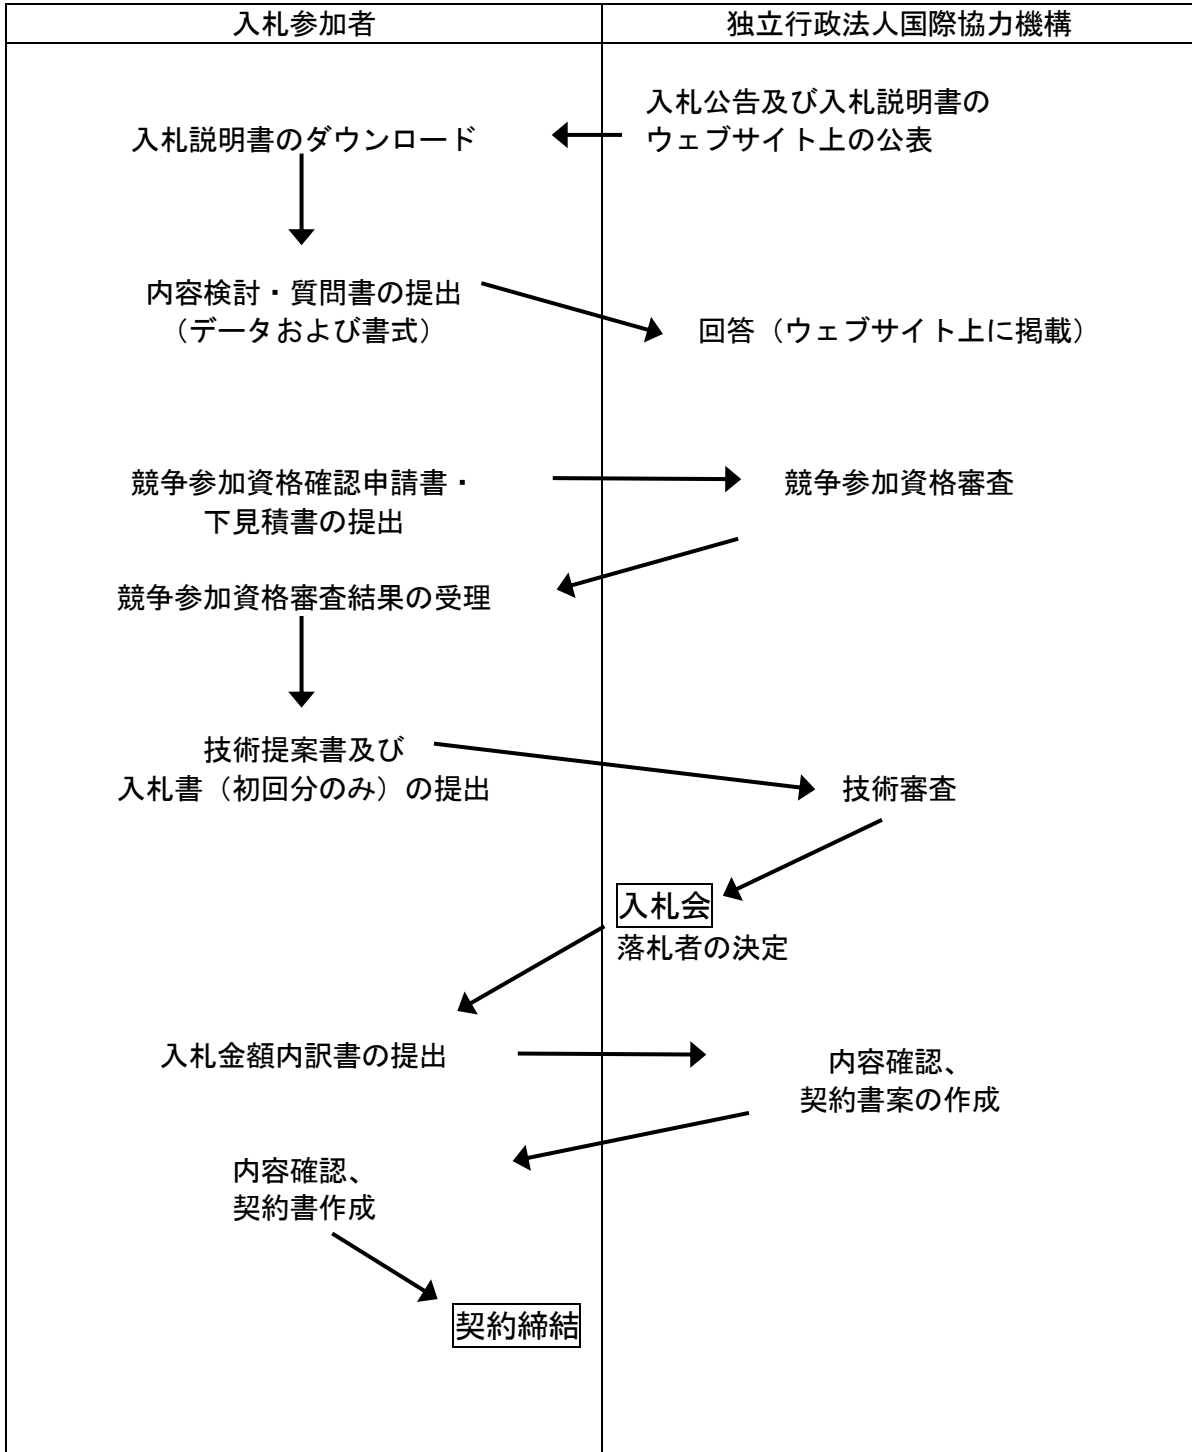 入札参加者
独立行政法人国際協力機構
入札公告及び入札説明書の
ウェブサイト上の公表
入札説明書のダウンロード
内容検討・質問書の提出
（データおよび書式）
回答（ウェブサイト上に掲載）
競争参加資格確認申請書・
下見積書の提出
競争参加資格審査
競争参加資格審査結果の受理
技術提案書及び
入札書（初回分のみ）の提出
技術審査
入札会
落札者の決定
入札金額内訳書の提出
内容確認、
契約書案の作成
内容確認、
契約書作成
契約締結